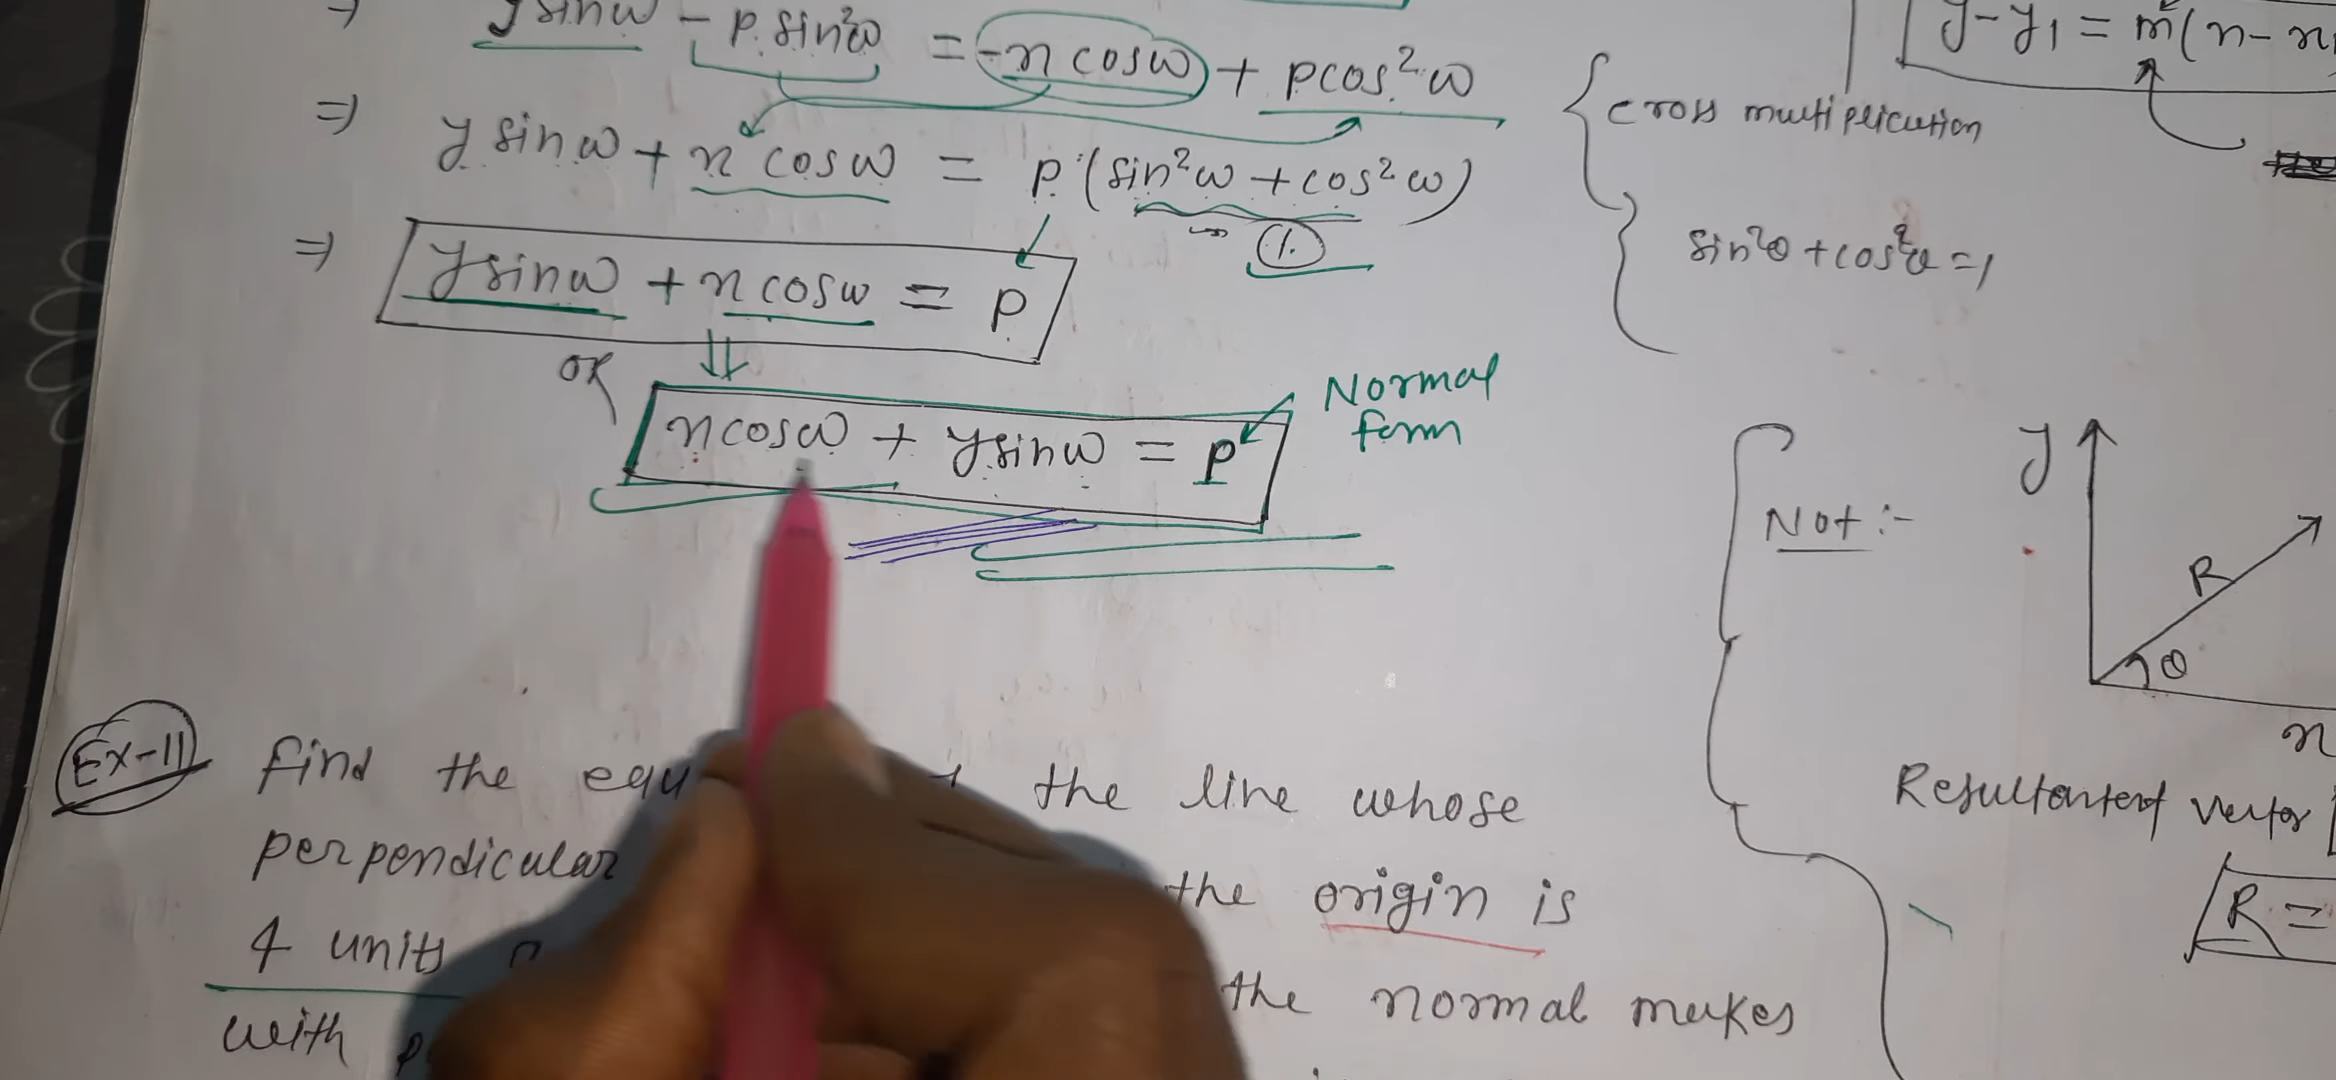 ⇒ y sinω − p sin²ω = −x cosω + p cos²ω
⇒ y sinω + x cosω = p (sin²ω + cos²ω)
1.
⇒ y sinω + x cosω = p
or
x cosω + y sinω = p
Normal form
y − y₁ = m(x − x₁
cross multiplication
sin²θ + cos²θ = 1
Not :-
y
R
θ
x
vector
R =
Ex-11 find the the line whose
perpendicular the origin is
4 units the normal makes
with